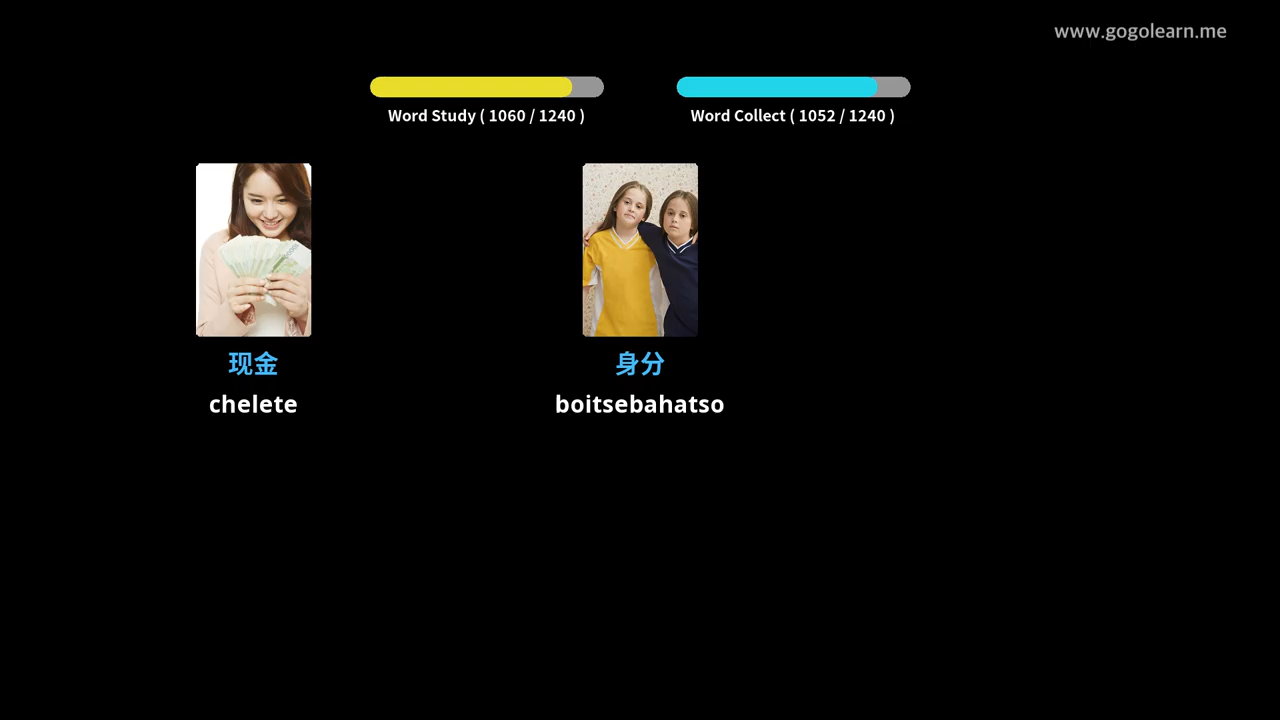 www.gogolearn.me
Word Study ( 1060 / 1240 )
Word Collect ( 1052 / 1240 )
现金
chelete
身分
boitsebahatso